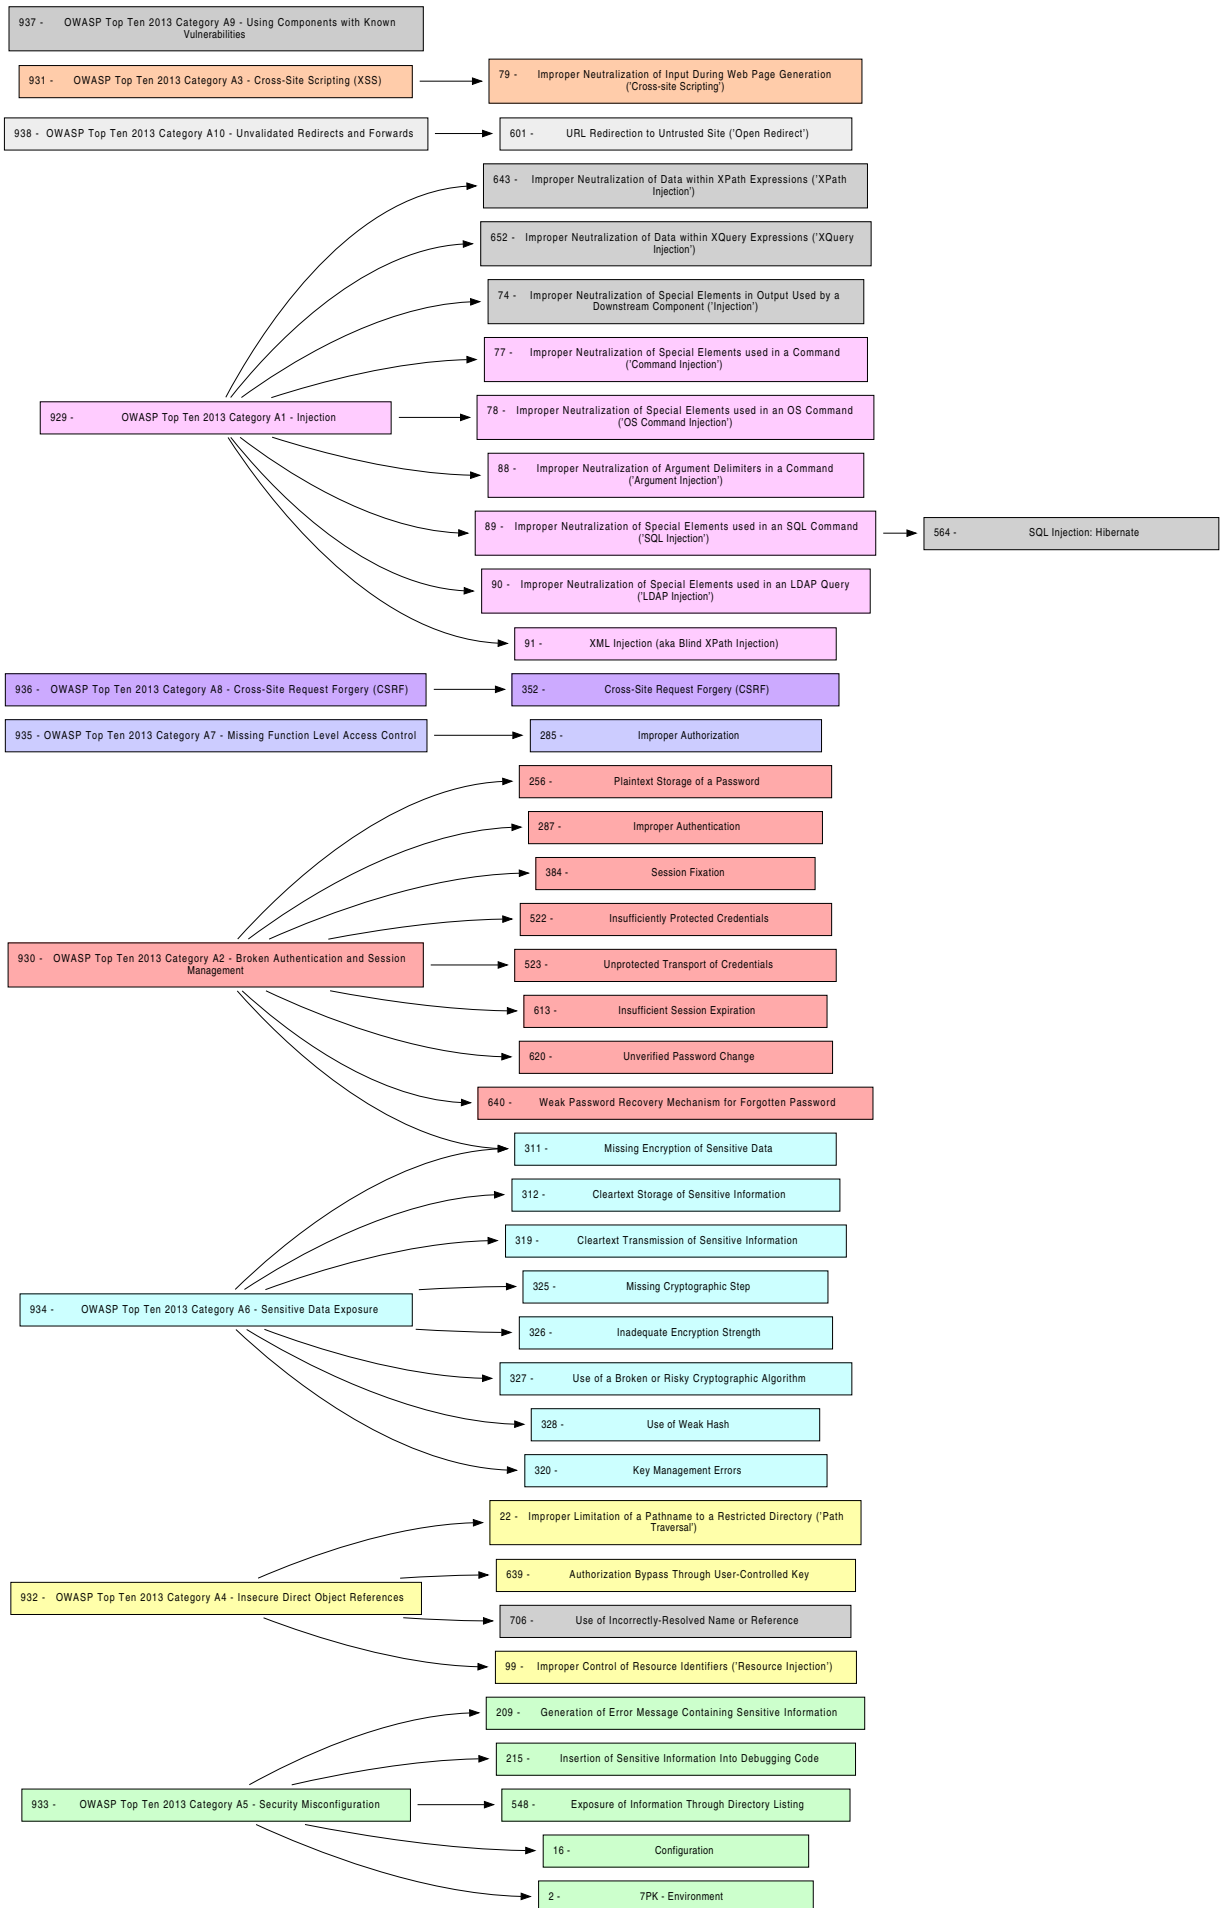 937 - OWASP Top Ten 2013 Category A9 - Using Components with Known
Vulnerabilities
931 - OWASP Top Ten 2013 Category A3 - Cross-Site Scripting (XSS)
79 - Improper Neutralization of Input During Web Page Generation
('Cross-site Scripting')
938 - OWASP Top Ten 2013 Category A10 - Unvalidated Redirects and Forwards
601 - URL Redirection to Untrusted Site ('Open Redirect')
643 - Improper Neutralization of Data within XPath Expressions ('XPath
Injection')
652 - Improper Neutralization of Data within XQuery Expressions ('XQuery
Injection')
74 - Improper Neutralization of Special Elements in Output Used by a
Downstream Component ('Injection')
77 - Improper Neutralization of Special Elements used in a Command
('Command Injection')
929 - OWASP Top Ten 2013 Category A1 - Injection
78 - Improper Neutralization of Special Elements used in an OS Command
('OS Command Injection')
88 - Improper Neutralization of Argument Delimiters in a Command
('Argument Injection')
89 - Improper Neutralization of Special Elements used in an SQL Command
('SQL Injection')
564 - SQL Injection: Hibernate
90 - Improper Neutralization of Special Elements used in an LDAP Query
('LDAP Injection')
91 - XML Injection (aka Blind XPath Injection)
936 - OWASP Top Ten 2013 Category A8 - Cross-Site Request Forgery (CSRF)
352 - Cross-Site Request Forgery (CSRF)
935 - OWASP Top Ten 2013 Category A7 - Missing Function Level Access Control
285 - Improper Authorization
256 - Plaintext Storage of a Password
287 - Improper Authentication
384 - Session Fixation
522 - Insufficiently Protected Credentials
930 - OWASP Top Ten 2013 Category A2 - Broken Authentication and Session
Management
523 - Unprotected Transport of Credentials
613 - Insufficient Session Expiration
620 - Unverified Password Change
640 - Weak Password Recovery Mechanism for Forgotten Password
311 - Missing Encryption of Sensitive Data
312 - Cleartext Storage of Sensitive Information
319 - Cleartext Transmission of Sensitive Information
325 - Missing Cryptographic Step
934 - OWASP Top Ten 2013 Category A6 - Sensitive Data Exposure
326 - Inadequate Encryption Strength
327 - Use of a Broken or Risky Cryptographic Algorithm
328 - Use of Weak Hash
320 - Key Management Errors
22 - Improper Limitation of a Pathname to a Restricted Directory ('Path
Traversal')
639 - Authorization Bypass Through User-Controlled Key
932 - OWASP Top Ten 2013 Category A4 - Insecure Direct Object References
706 - Use of Incorrectly-Resolved Name or Reference
99 - Improper Control of Resource Identifiers ('Resource Injection')
209 - Generation of Error Message Containing Sensitive Information
215 - Insertion of Sensitive Information Into Debugging Code
933 - OWASP Top Ten 2013 Category A5 - Security Misconfiguration
548 - Exposure of Information Through Directory Listing
16 - Configuration
2 - 7PK - Environment